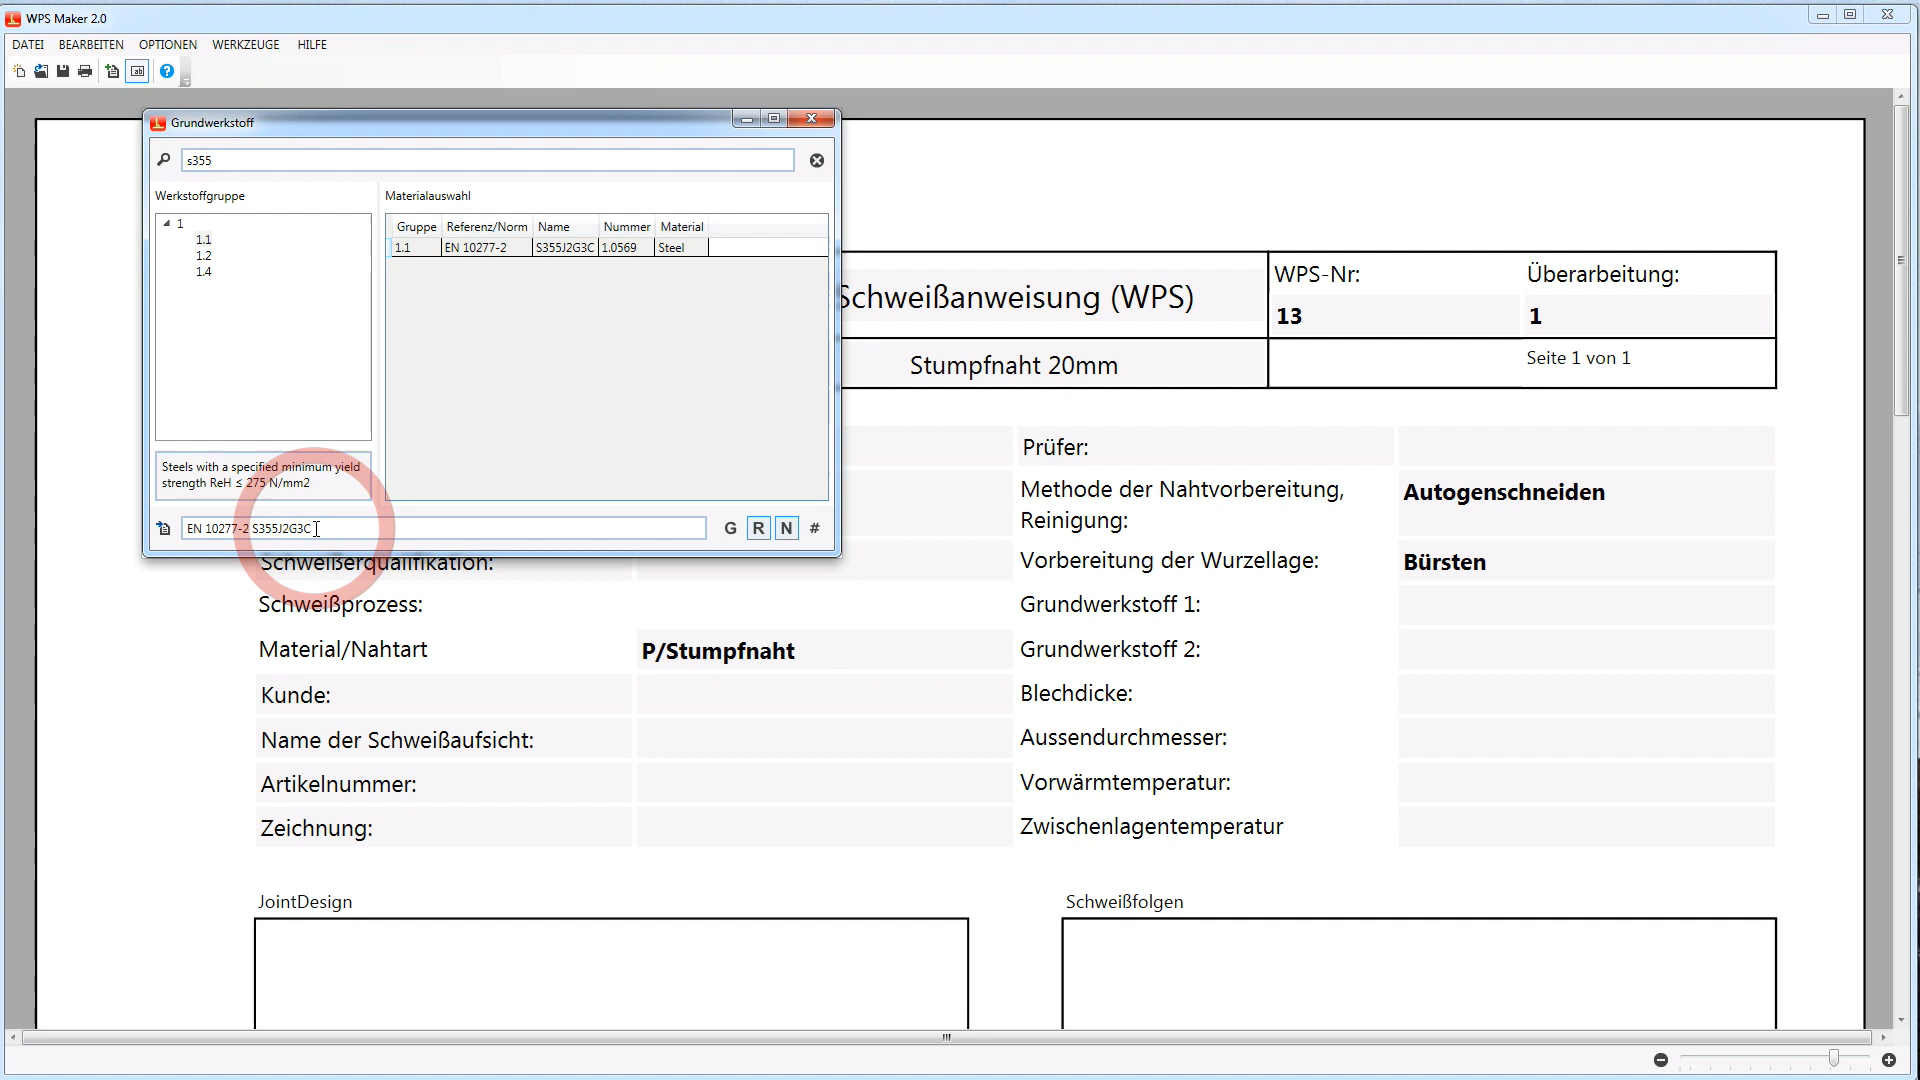 WPS Maker 2.0
DATEI BEARBEITEN OPTIONEN WERKZEUGE HILFE
ab
?
Grundwerkstoff
s355
Werkstoffgruppe
1
1.1
1.2
1.4
Materialauswahl
Gruppe Referenz/Norm Name Nummer Material
1.1 EN 10277-2 S355J2G3C 1.0569 Steel
Steels with a specified minimum yield
strength ReH ≤ 275 N/mm2
EN 10277-2 S355J2G3C G R N #
Schweißanweisung (WPS)
Stumpfnaht 20mm
WPS-Nr: Überarbeitung:
13 1
Seite 1 von 1
Schweißerqualifikation:
Schweißprozess:
Material/Nahtart P/Stumpfnaht
Kunde:
Name der Schweißaufsicht:
Artikelnummer:
Zeichnung:
Prüfer:
Methode der Nahtvorbereitung,
Reinigung:
Autogenschneiden
Vorbereitung der Wurzellage: Bürsten
Grundwerkstoff 1:
Grundwerkstoff 2:
Blechdicke:
Aussendurchmesser:
Vorwärmtemperatur:
Zwischenlagentemperatur
JointDesign
Schweißfolgen